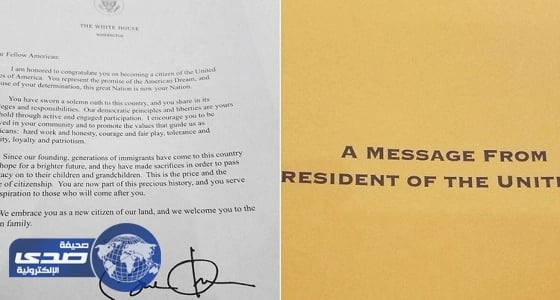 THE WHITE HOUSE
WASHINGTON
Fellow American:
I am honored to congratulate you on becoming a citizen of the United
of America. You represent the promise of the American Dream, and
use of your determination, this great Nation is now your Nation.
You have sworn a solemn oath to this country, and you share in its
eges and responsibilities. Our democratic principles and liberties are yours
hold through active and engaged participation. I encourage you to be
ved in your community and to promote the values that guide us as
icans: hard work and honesty, courage and fair play, tolerance and
ity, loyalty and patriotism.
Since our founding, generations of immigrants have come to this country
hope for a brighter future, and they have made sacrifices in order to pass
acy on to their children and grandchildren. This is the price and the
e of citizenship. You are now part of this precious history, and you serve
spiration to those who will come after you.
We embrace you as a new citizen of our land, and we welcome you to the
n family.
صحيفة
صدى
الإلكترونية
A MESSAGE FROM
RESIDENT OF THE UNITE